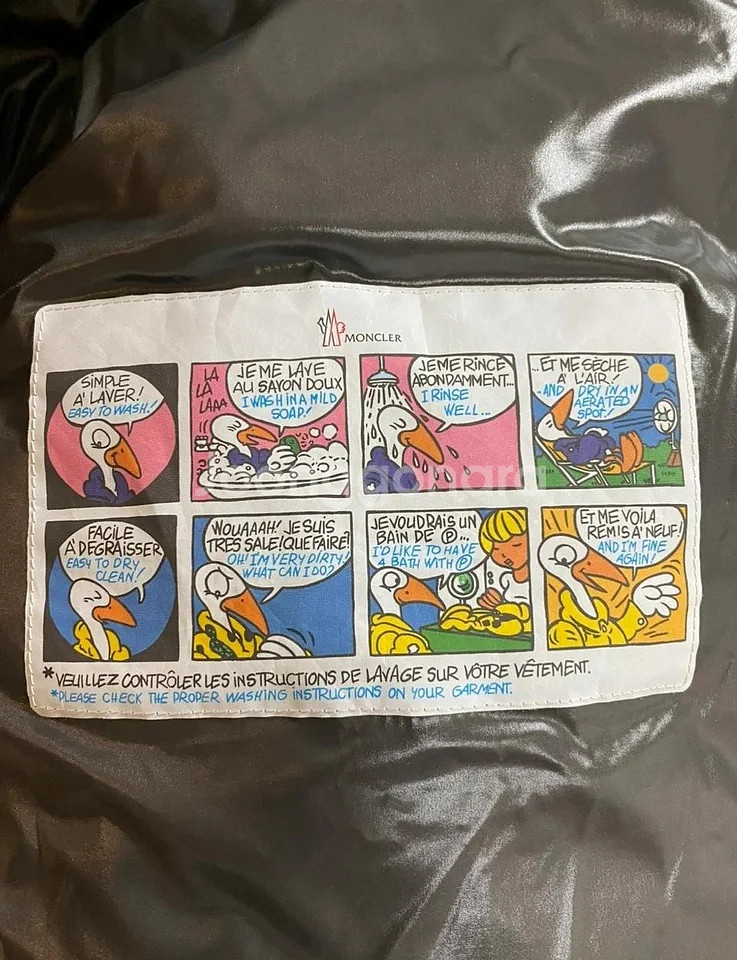 MONCLER
SIMPLE
A' LAVER!
EASY TO WASH!
LA
LA
LAAA
JE ME LAVE
AU SAVON DOUX
I WASH IN A MILD
SOAP!
JE ME RINCE
ABONDAMMENT...
I RINSE
WELL...
...ET ME SÈCHE
A' L'AIR!
...AND DRY IN AN
AERATED
SPOT!
FACILE
A' DEGRAISSER
EASY TO DRY
CLEAN!
WOUAAAH! JE SUIS
TRES SALE! QUE FAIRE!
OH! I'M VERY DIRTY!
WHAT CAN I DO?
JE VOUDRAIS UN
BAIN DE Ⓟ...
I'D LIKE TO HAVE
A BATH WITH Ⓟ
ET ME VOILA
REMIS A' NEUF!
AND I'M FINE
AGAIN!
*VEUILLEZ CONTRÔLER LES INSTRUCTIONS DE LAVAGE SUR VÔTRE VÊTEMENT.
*PLEASE CHECK THE PROPER WASHING INSTRUCTIONS ON YOUR GARMENT.